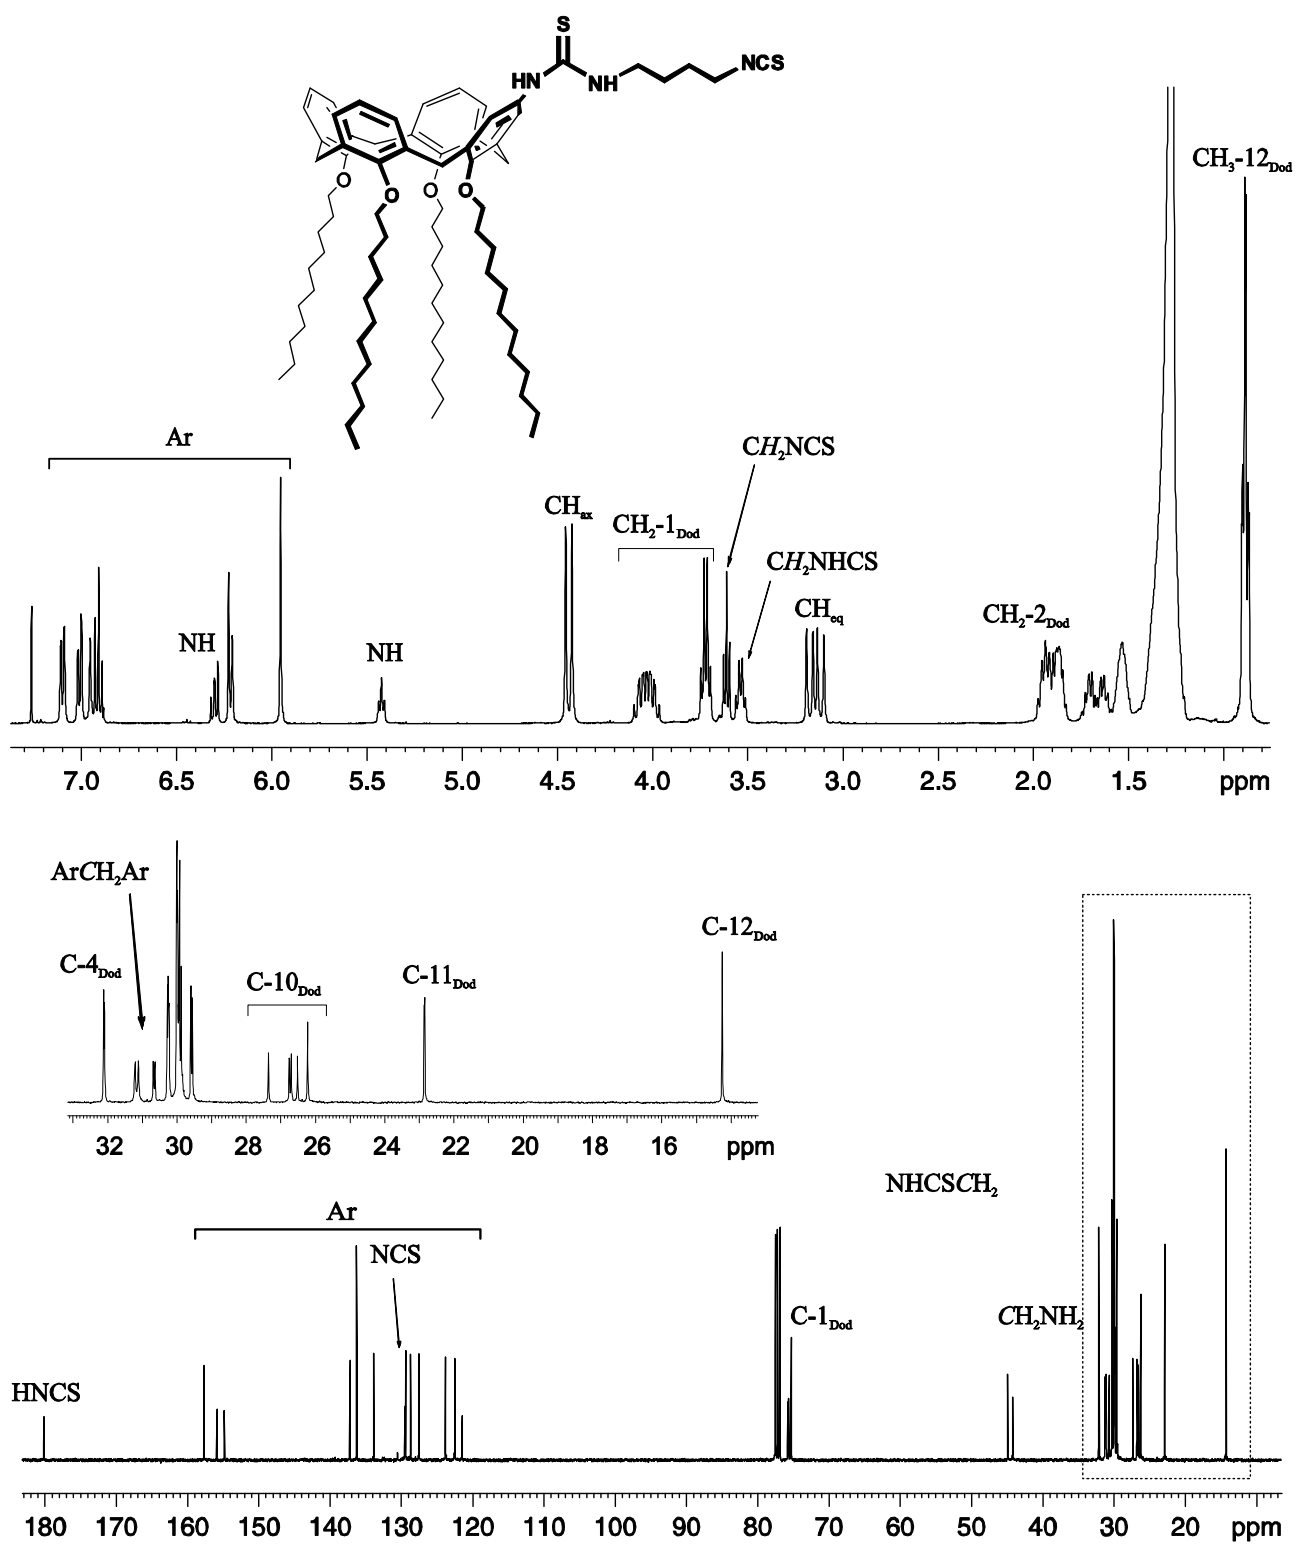 S
HN
NH
NCS
O
O
O
O
CH₃-12Dod
Ar
CH₂NCS
CHax
CH₂-1Dod
CH₂NHCS
CHeq
NH
NH
CH₂-2Dod
7.0 6.5 6.0 5.5 5.0 4.5 4.0 3.5 3.0 2.5 2.0 1.5 ppm
ArCH₂Ar
C-4Dod
C-10Dod
C-11Dod
C-12Dod
32 30 28 26 24 22 20 18 16 ppm
NHCSCH₂
Ar
NCS
C-1Dod
CH₂NH₂
HNCS
180 170 160 150 140 130 120 110 100 90 80 70 60 50 40 30 20 ppm